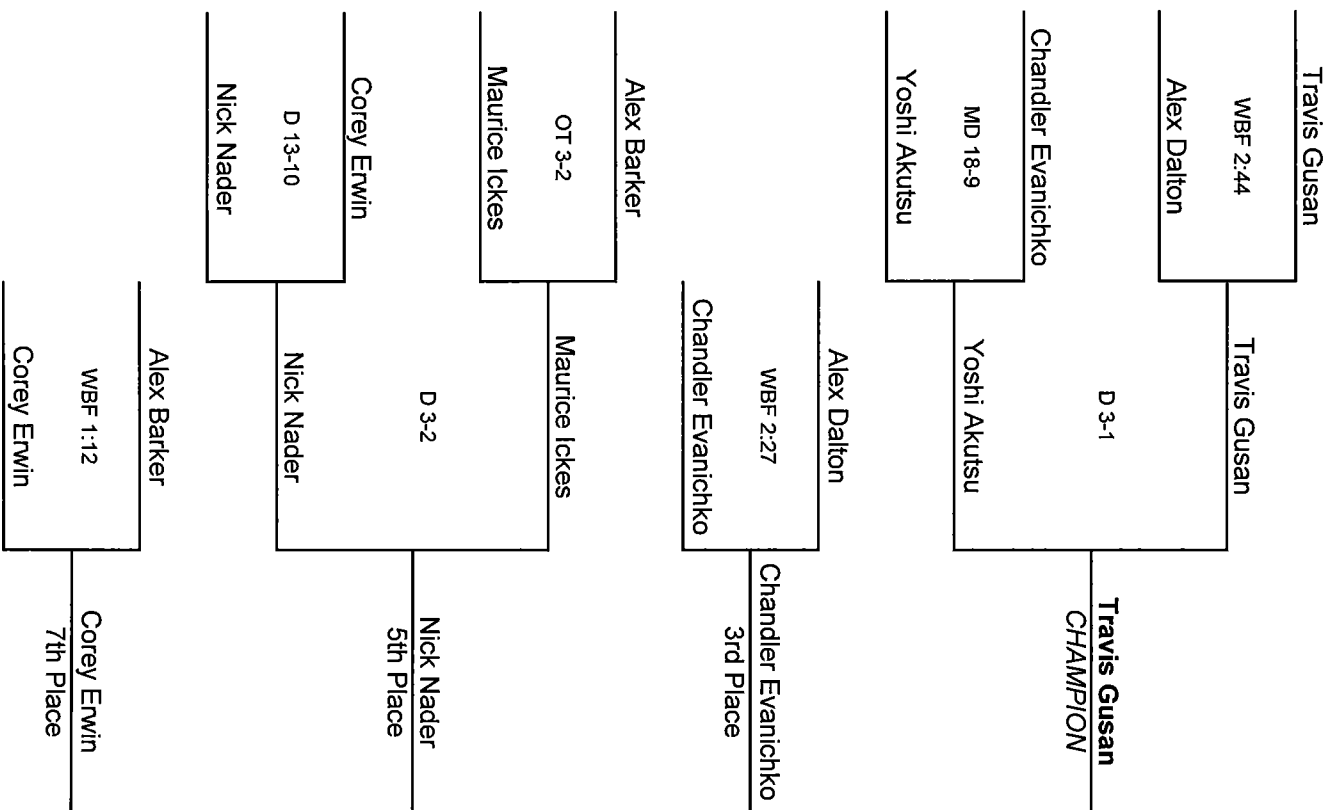 Travis Gusan
WBF 2:44
Alex Dalton
Chandler Evanichko
MD 18-9
Yoshi Akutsu
Travis Gusan
D 3-1
Yoshi Akutsu
Travis Gusan
CHAMPION
Alex Dalton
WBF 2:27
Chandler Evanichko
Chandler Evanichko
3rd Place
Alex Barker
OT 3-2
Maurice Ickes
Corey Erwin
D 13-10
Nick Nader
Maurice Ickes
D 3-2
Nick Nader
Nick Nader
5th Place
Alex Barker
WBF 1:12
Corey Erwin
Corey Erwin
7th Place